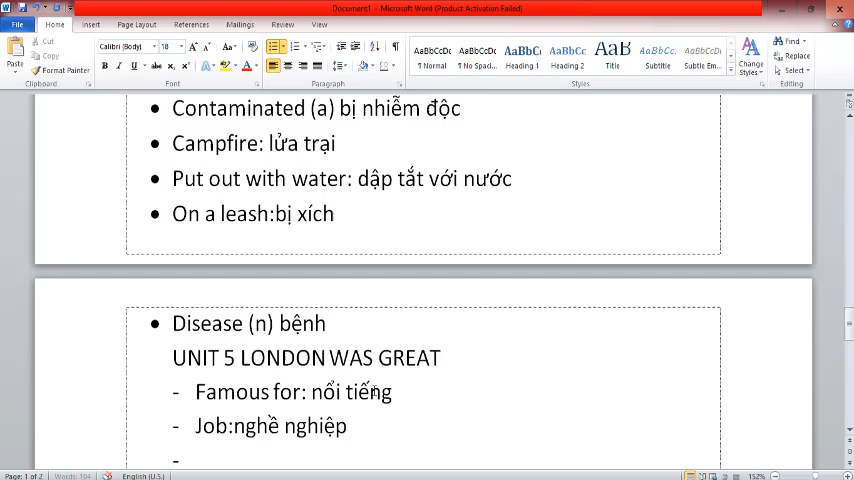 Document1 - Microsoft Word (Product Activation Failed)
File Home Insert Page Layout References Mailings Review View
Cut
Copy
Format Painter
Paste
Clipboard
Calibri (Body) 18
Font
Paragraph
AaBbCcDc AaBbCcDc AaBbC AaBbCc AaB AaBbCc. AaBbCcD
¶ Normal ¶ No Spaci... Heading 1 Heading 2 Title Subtitle Subtle Em...
Styles
Change Styles
Find
Replace
Select
Editing
• Contaminated (a) bị nhiễm độc
• Campfire: lửa trại
• Put out with water: dập tắt với nước
• On a leash:bị xích
• Disease (n) bệnh
UNIT 5 LONDON WAS GREAT
- Famous for: nổi tiếng
- Job:nghề nghiệp
-
Page: 1 of 2 Words: 104 English (U.S.) 152%